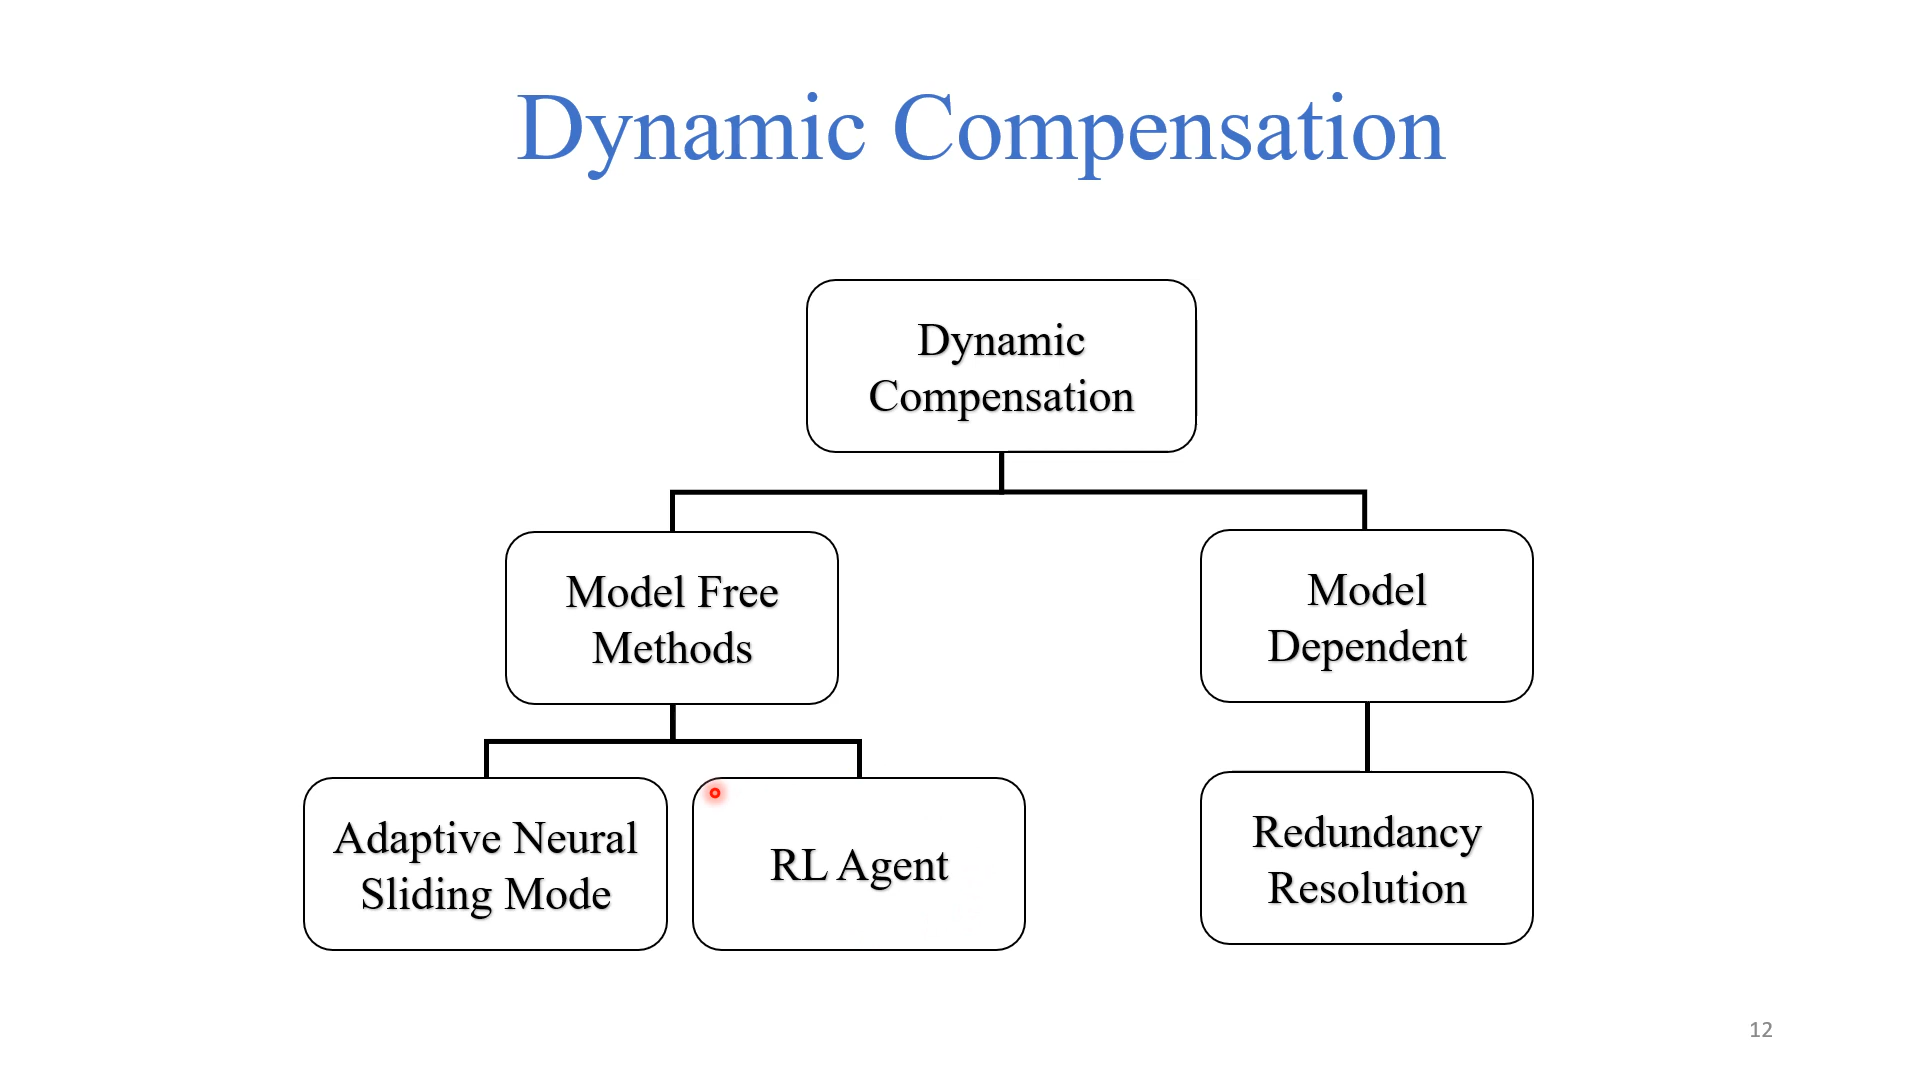 Dynamic Compensation
Dynamic
Compensation
Model Free
Methods
Model
Dependent
Adaptive Neural
Sliding Mode
RL Agent
Redundancy
Resolution
12